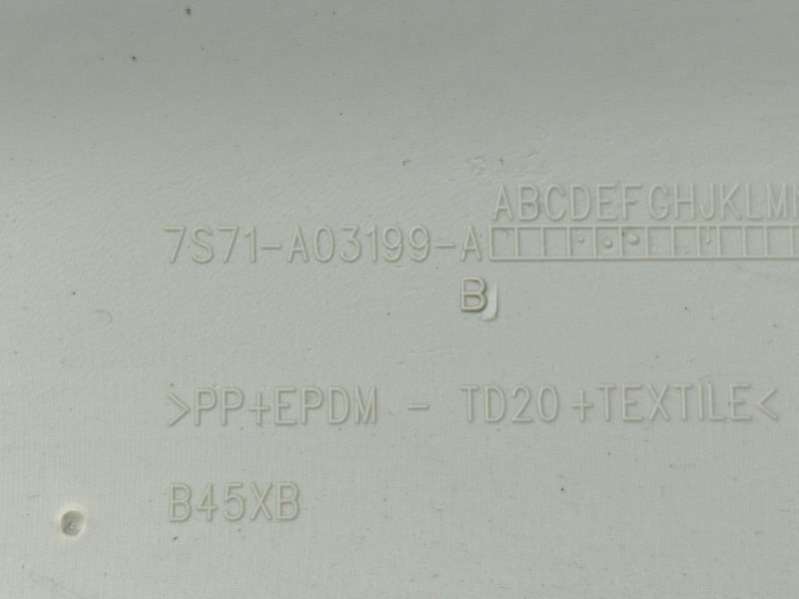 ABCDEFGHJKLM
7S71-A03199-A
B
>PP+EPDM - TD20+TEXTILE<
B45XB